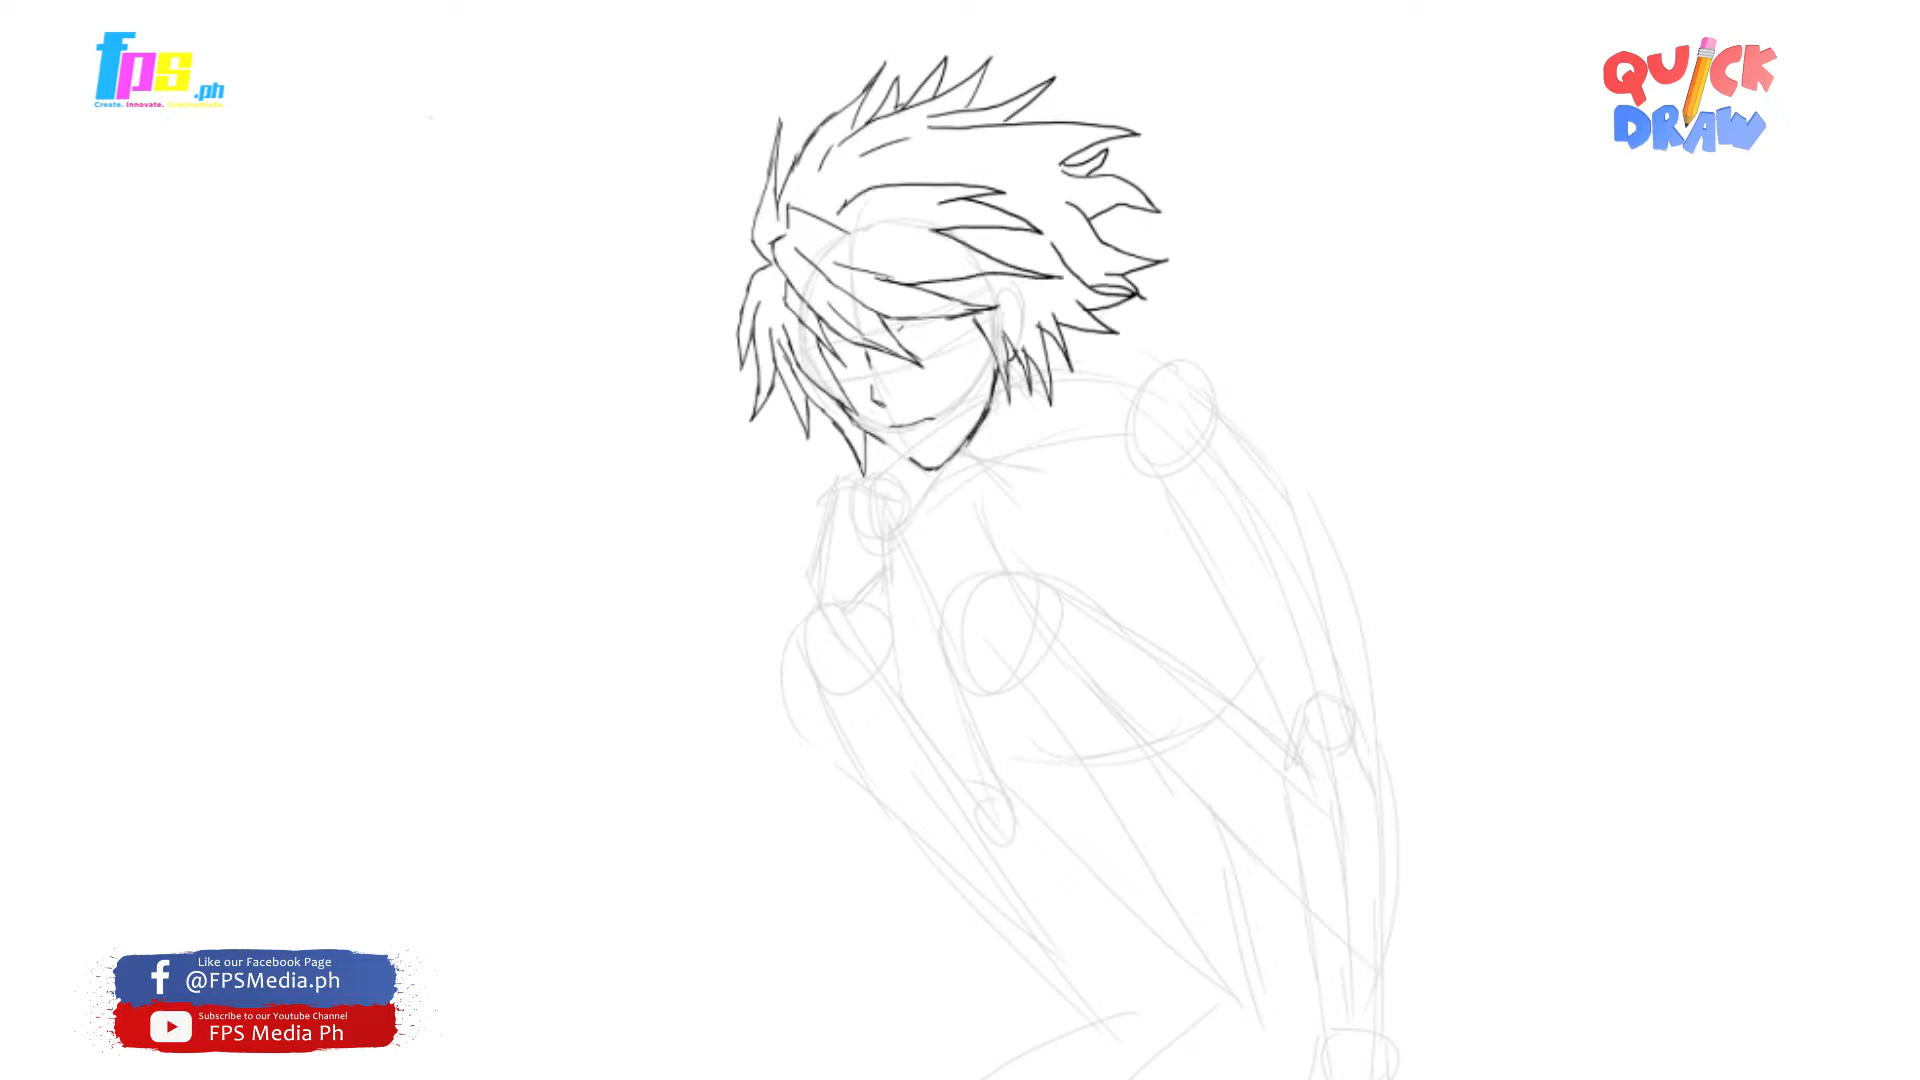 fps.ph
Create. Innovate. Communicate.
QUICK
DRAW
Like our Facebook Page
@FPSMedia.ph
Subscribe to our Youtube Channel
FPS Media Ph